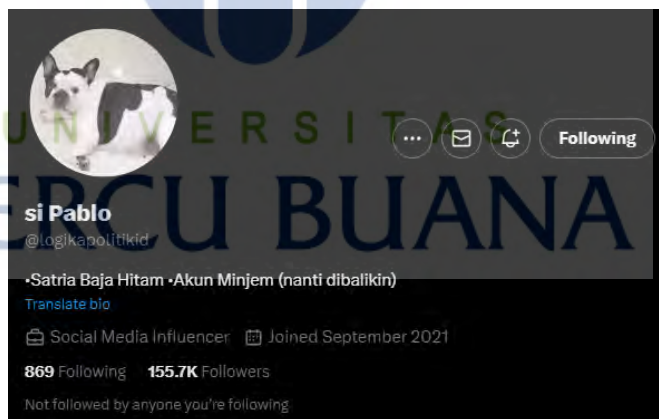 UNIVERSITAS
ERCU BUANA
Following
si Pablo
@logikapolitikid
•Satria Baja Hitam •Akun Minjem (nanti dibalikin)
Translate bio
Social Media Influencer Joined September 2021
869 Following 155.7K Followers
Not followed by anyone you're following